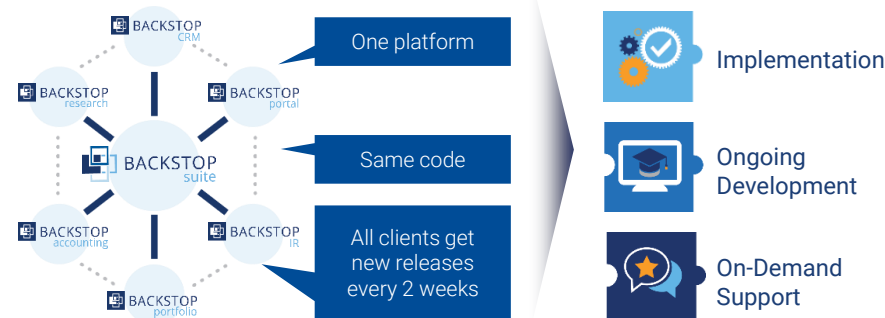 BACKSTOP
CRM
BACKSTOP
research
BACKSTOP
portal
BACKSTOP
suite
BACKSTOP
accounting
BACKSTOP
IR
BACKSTOP
portfolio
One platform
Same code
All clients get
new releases
every 2 weeks
Implementation
Ongoing
Development
On-Demand
Support